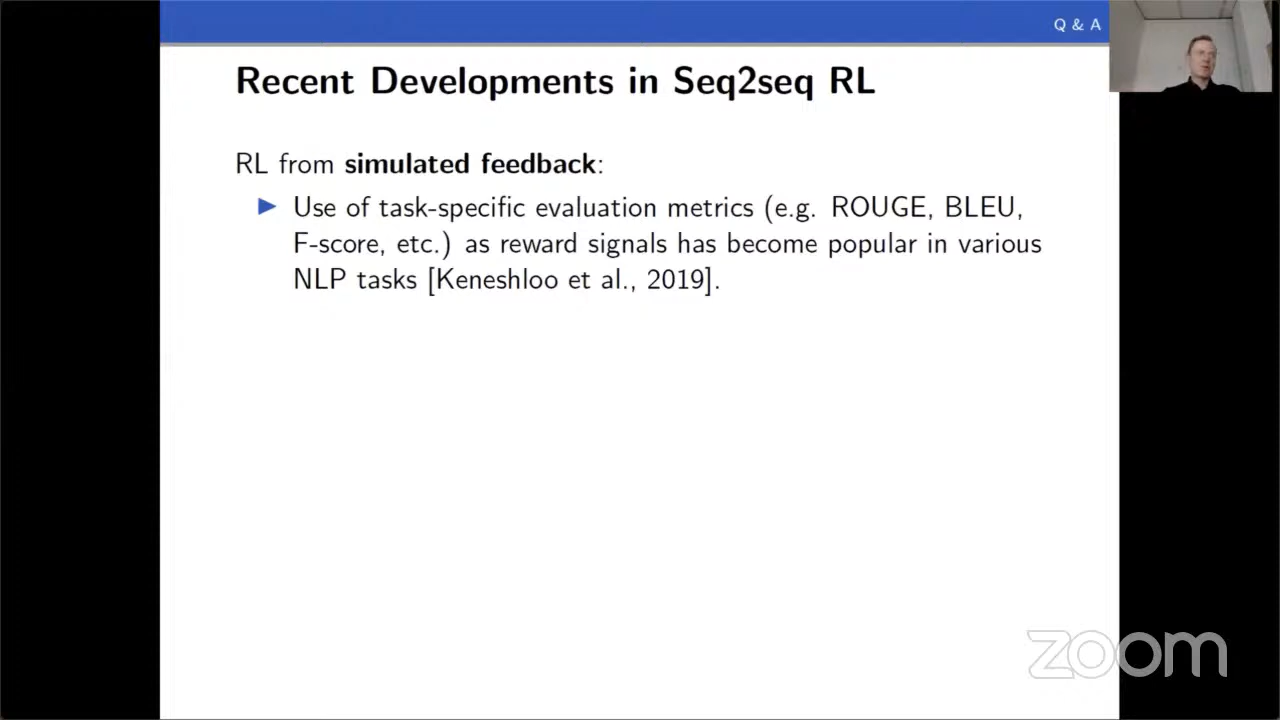 Q & A
Recent Developments in Seq2seq RL
RL from simulated feedback:
Use of task-specific evaluation metrics (e.g. ROUGE, BLEU,
F-score, etc.) as reward signals has become popular in various
NLP tasks [Keneshloo et al., 2019].
zoom